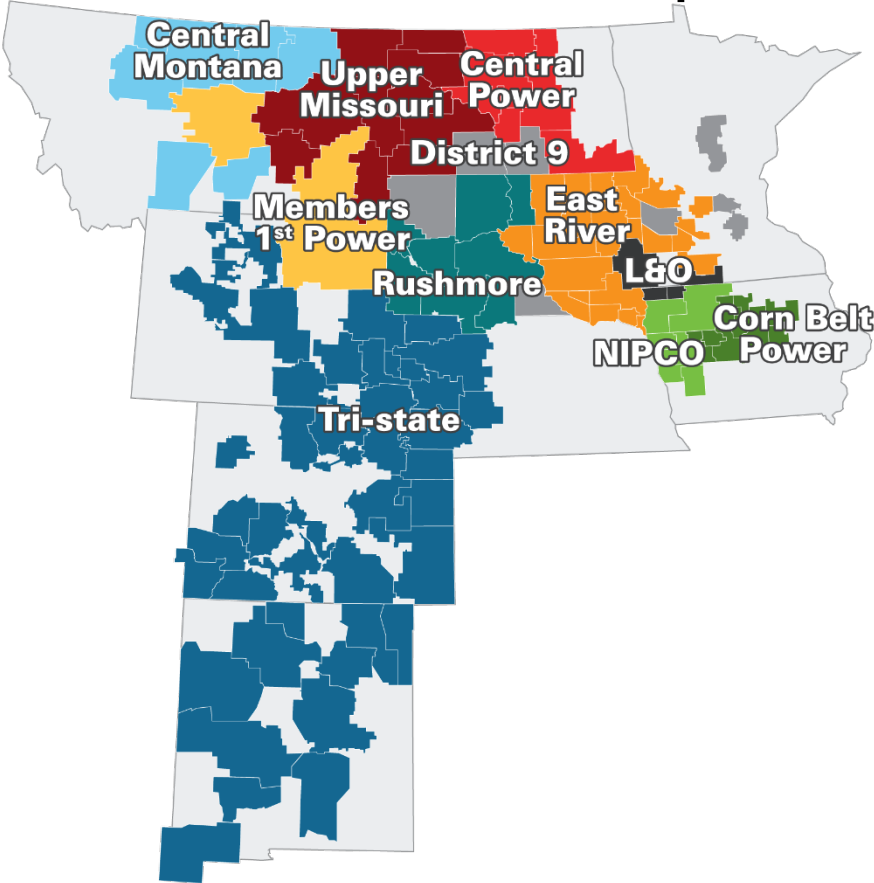 Central
Montana
Upper
Missouri
Central
Power
District 9
Members
1st Power
East
River
Rushmore
L&O
Corn Belt
Power
NIPCO
Tri-state